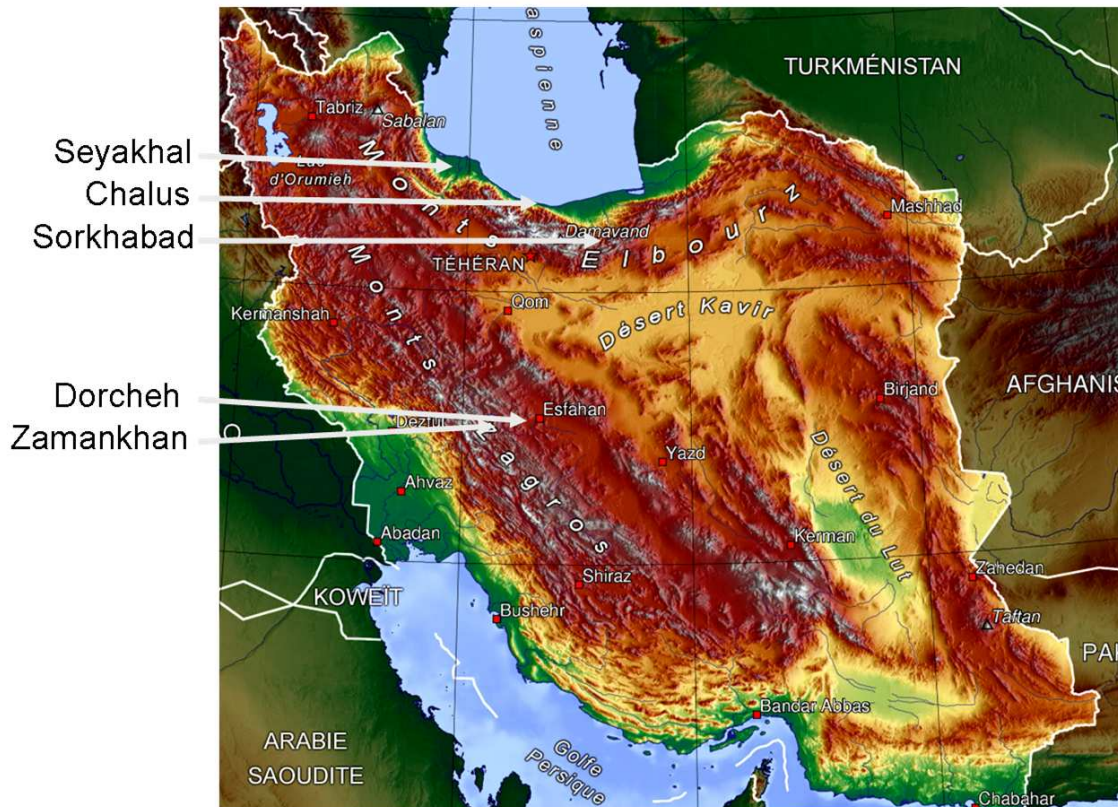 aspienne
TURKMÉNISTAN
Tabriz
Sabalan
Seyakhal
Lac
d'Orumieh
Chalus
Mashhad
Sorkhabad
Damavand
Monts Elbourz
TÉHÉRAN
Qom
Kermanshah
Désert Kavir
Monts Zagros
Dorcheh
Esfahan
Birjand
AFGHANIS
Zamankhan
Dezful
Yazd
Désert du Lut
Ahvaz
Abadan
Kerman
Zahedan
KOWEÏT
Shiraz
Bushehr
Taftan
PA
Bandar Abbas
ARABIE
SAOUDITE
Golfe
Persique
Chabahar